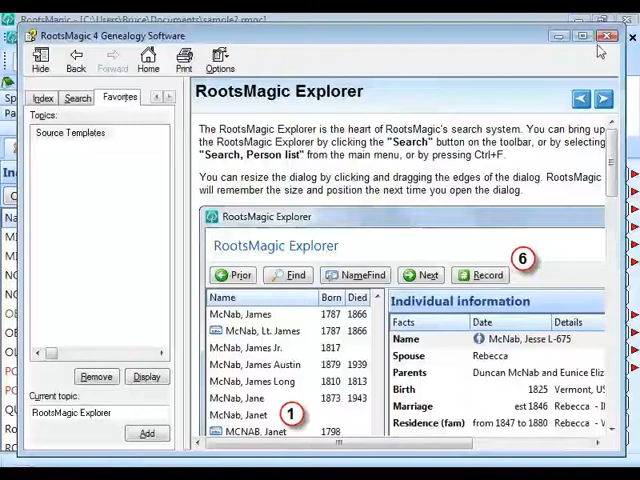 RootsMagic - [C:\Users\Bruce\Documents\sample2.rmgc]
RootsMagic 4 Genealogy Software
Hide Back Forward Home Print Options
Index Search Favorites
Topics:
Source Templates
Remove Display
Current topic:
RootsMagic Explorer
Add
RootsMagic Explorer
The RootsMagic Explorer is the heart of RootsMagic's search system. You can bring up
the RootsMagic Explorer by clicking the "Search" button on the toolbar, or by selecting
"Search, Person list" from the main menu, or by pressing Ctrl+F.
You can resize the dialog by clicking and dragging the edges of the dialog. RootsMagic
will remember the size and position the next time you open the dialog.
RootsMagic Explorer
RootsMagic Explorer
6
Prior Find NameFind Next Record
Name Born Died
McNab, James 1787 1866
McNab, Lt. James 1787 1866
McNab, James Jr. 1817
McNab, James Austin 1879 1939
McNab, James Long 1810 1813
McNab, Jane 1873 1943
McNab, Janet
MCNAB, Janet 1798
1
Individual information
Facts Date Details
Name McNab, Jesse L-675
Spouse Rebecca
Parents Duncan McNab and Eunice Eliz
Birth 1825 Vermont, US
Marriage est 1846 Rebecca - I
Residence (fam) from 1847 to 1880 Rebecca - I